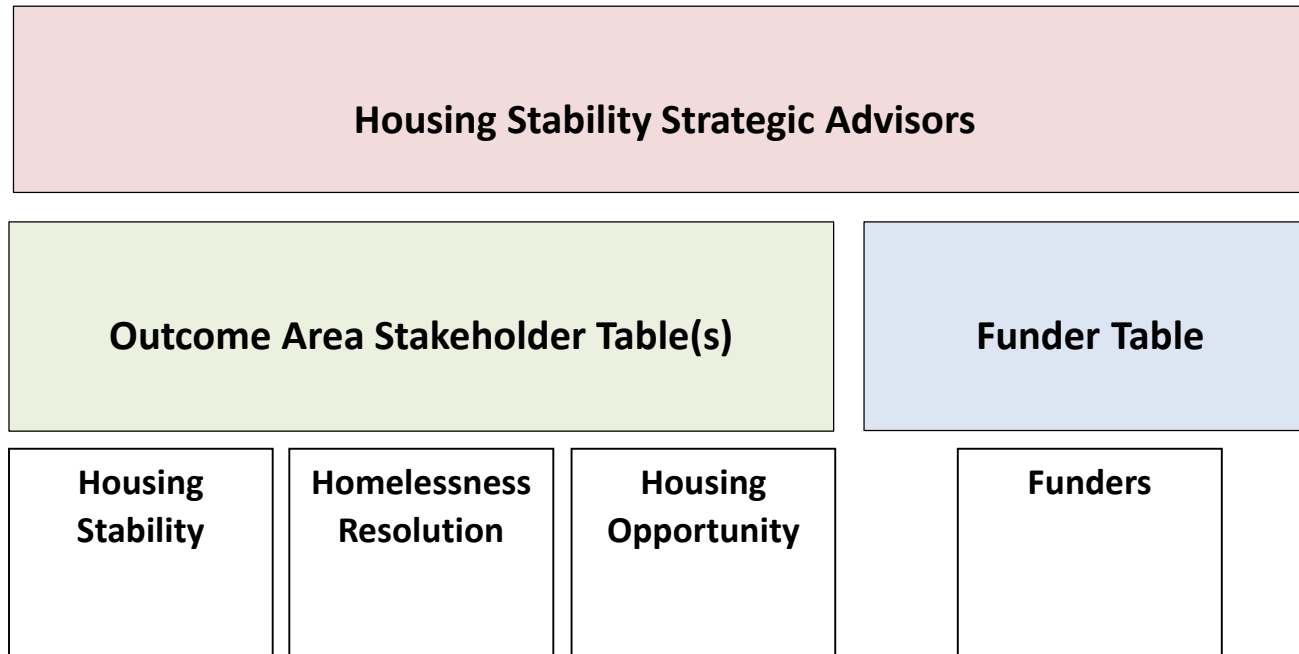 Housing Stability Strategic Advisors
Outcome Area Stakeholder Table(s)
Funder Table
Housing
Stability
Homelessness
Resolution
Housing
Opportunity
Funders